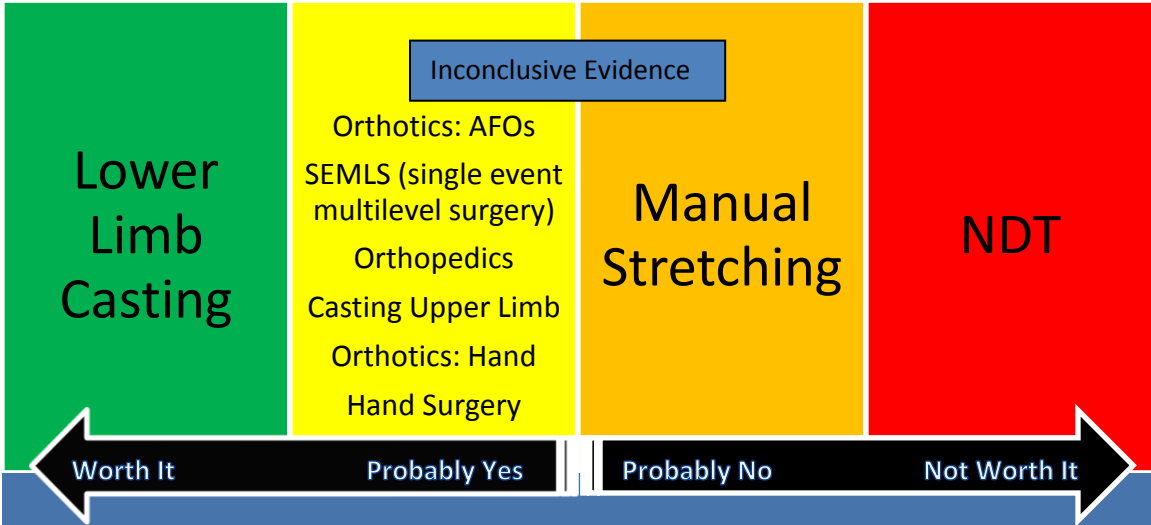 Inconclusive Evidence
Lower
Limb
Casting
Orthotics: AFOs
SEMLS (single event
multilevel surgery)
Orthopedics
Casting Upper Limb
Orthotics: Hand
Hand Surgery
Manual
Stretching
NDT
Worth It
Probably Yes
Probably No
Not Worth It